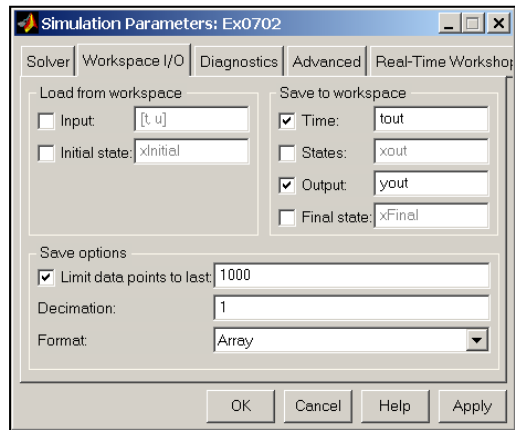 Simulation Parameters: Ex0702
Solver Workspace I/O Diagnostics Advanced Real-Time Workshop
Load from workspace
Input: [t, u]
Initial state: xInitial
Save to workspace
Time: tout
States: xout
Output: yout
Final state: xFinal
Save options
Limit data points to last: 1000
Decimation: 1
Format: Array
OK Cancel Help Apply